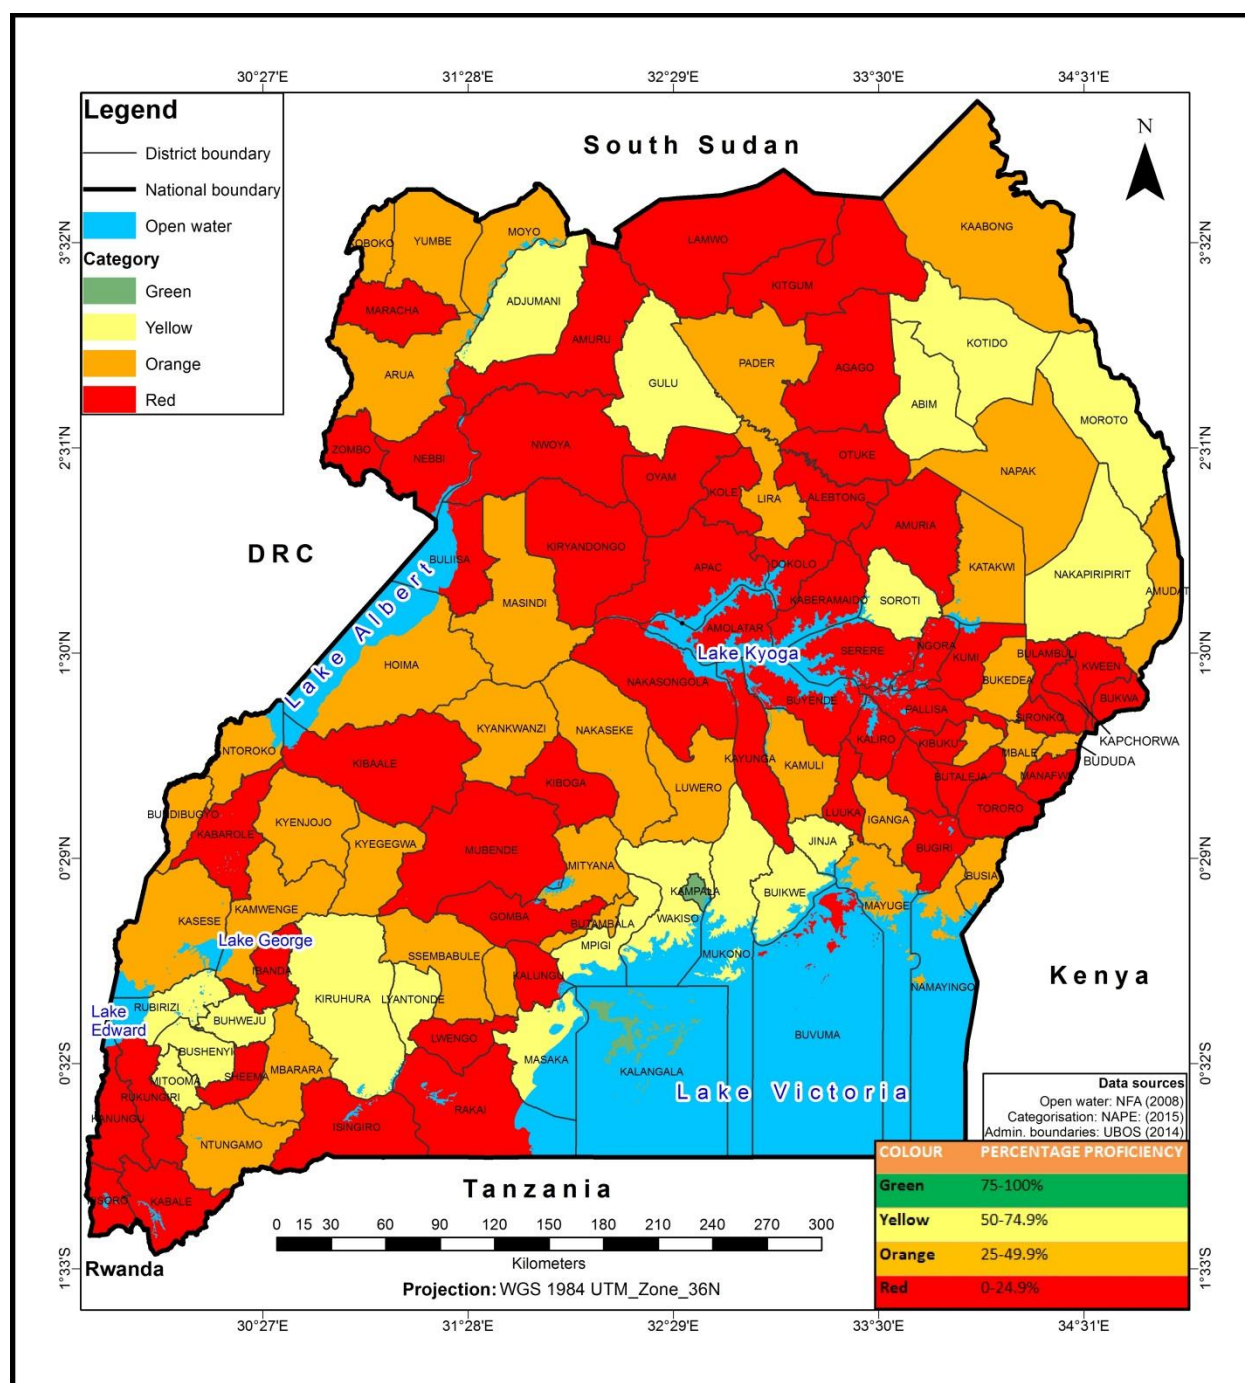 30°27'E 31°28'E 32°29'E 33°30'E 34°31'E
Legend
District boundary
National boundary
Open water
Category
Green
Yellow
Orange
Red
South Sudan
N
3°32'N
3°32'N
2°31'N
2°31'N
1°30'N
1°30'N
0°29'N
0°29'N
0°32'S
0°32'S
1°33'S
1°33'S
KAABONG
MOYO
YUMBE
LAMWO
KITGUM
ADJUMANI
MARACHA
AMURU
KOTIDO
PADER
AGAGO
ARUA
GULU
ABIM
MOROTO
ZOMBO
NEBBI
NWOYA
OTUKE
NAPAK
OYAM
KOLE
LIRA
ALEBTONG
AMURIA
DRC
BULIISA
KIRYANDONGO
APAC
KATAKWI
NAKAPIRIPIRIT
AMUDAT
MASINDI
KABERAMAIDO
SOROTI
Lake Albert
AMOLATAR
Lake Kyoga
SERERE
NGORA
KUMI
BULAMBULI
KWEEN
HOIMA
BUKEDEA
BUKWA
NAKASONGOLA
BUYENDE
PALLISA
SIRONKO
KYANKWANZI
NAKASEKE
KALIRO
KIBUKU
MBALE
KAPCHORWA
BUDUDA
NTOROKO
KIBAALE
KIBOGA
LUWERO
KAYUNGA
KAMULI
BUTALEJA
MANAFWA
BUNDIBUGYO
KABAROLE
KYENJOJO
KYEGEGWA
MUBENDE
MITYANA
LUUKA
IGANGA
TORORO
JINJA
BUGIRI
KAMPALA
BUIKWE
BUSIA
KASESE
KAMWENGE
GOMBA
BUTAMBALA
WAKISO
MAYUGE
Lake George
SSEMBABULE
MPIGI
MUKONO
IBANDA
KALUNGU
Kenya
NAMAYINGO
RUBIRIZI
KIRUHURA
LYANTONDE
Lake
Edward
BUHWEJU
BUSHENYI
LWENGO
MASAKA
BUVUMA
MITOOMA
SHEEMA
MBARARA
KALANGALA
RUKUNGIRI
KANUNGU
Lake Victoria
RAKAI
ISINGIRO
NTUNGAMO
KABALE
Data sources
Open water: NFA (2008)
Categorisation: NAPE: (2015)
Admin. boundaries: UBOS (2014)
COLOUR PERCENTAGE PROFICIENCY
Green 75-100%
Yellow 50-74.9%
Orange 25-49.9%
Red 0-24.9%
Tanzania
Rwanda
0 15 30 60 90 120 150 180 210 240 270 300
Kilometers
Projection: WGS 1984 UTM_Zone_36N
30°27'E 31°28'E 32°29'E 33°30'E 34°31'E